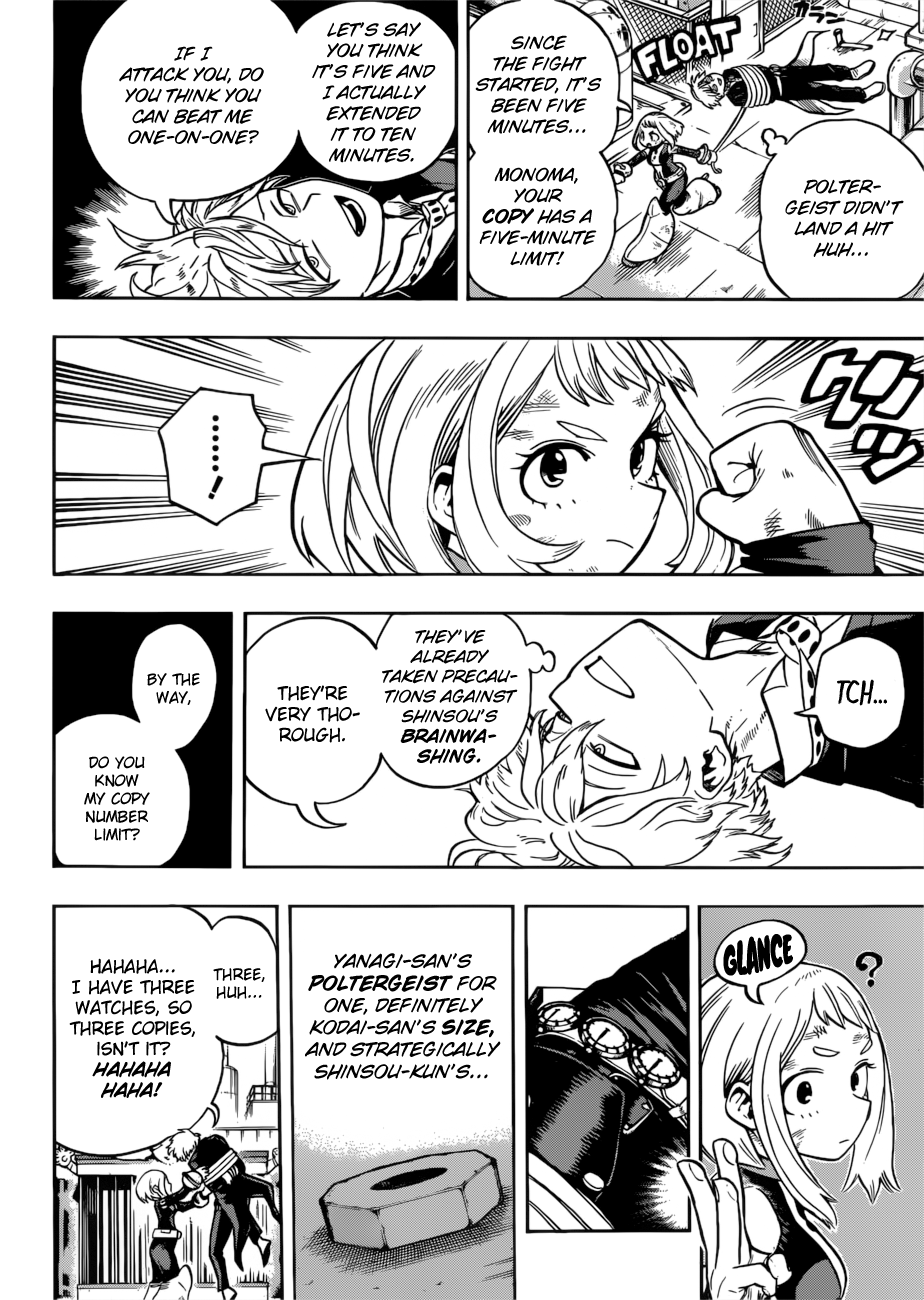 ガラン
FLOAT
POLTER-
GEIST DIDN'T
LAND A HIT
HUH...
SINCE
THE FIGHT
STARTED, IT'S
BEEN FIVE
MINUTES...
MONOMA,
YOUR
COPY HAS A
FIVE-MINUTE
LIMIT!
LET'S SAY
YOU THINK
IT'S FIVE AND
I ACTUALLY
EXTENDED
IT TO TEN
MINUTES.
IF I
ATTACK YOU, DO
YOU THINK YOU
CAN BEAT ME
ONE-ON-ONE?
グッ
......!
TCH...
THEY'VE
ALREADY
TAKEN PRECAU-
TIONS AGAINST
SHINSOU'S
BRAINWA-
SHING.
THEY'RE
VERY THO-
ROUGH.
BY THE
WAY,
DO YOU
KNOW
MY COPY
NUMBER
LIMIT?
?
GLANCE
YANAGI-SAN'S
POLTERGEIST FOR
ONE, DEFINITELY
KODAI-SAN'S SIZE,
AND STRATEGICALLY
SHINSOU-KUN'S...
THREE,
HUH...
HAHAHA...
I HAVE THREE
WATCHES, SO
THREE COPIES,
ISN'T IT?
HAHAHA
HAHA!